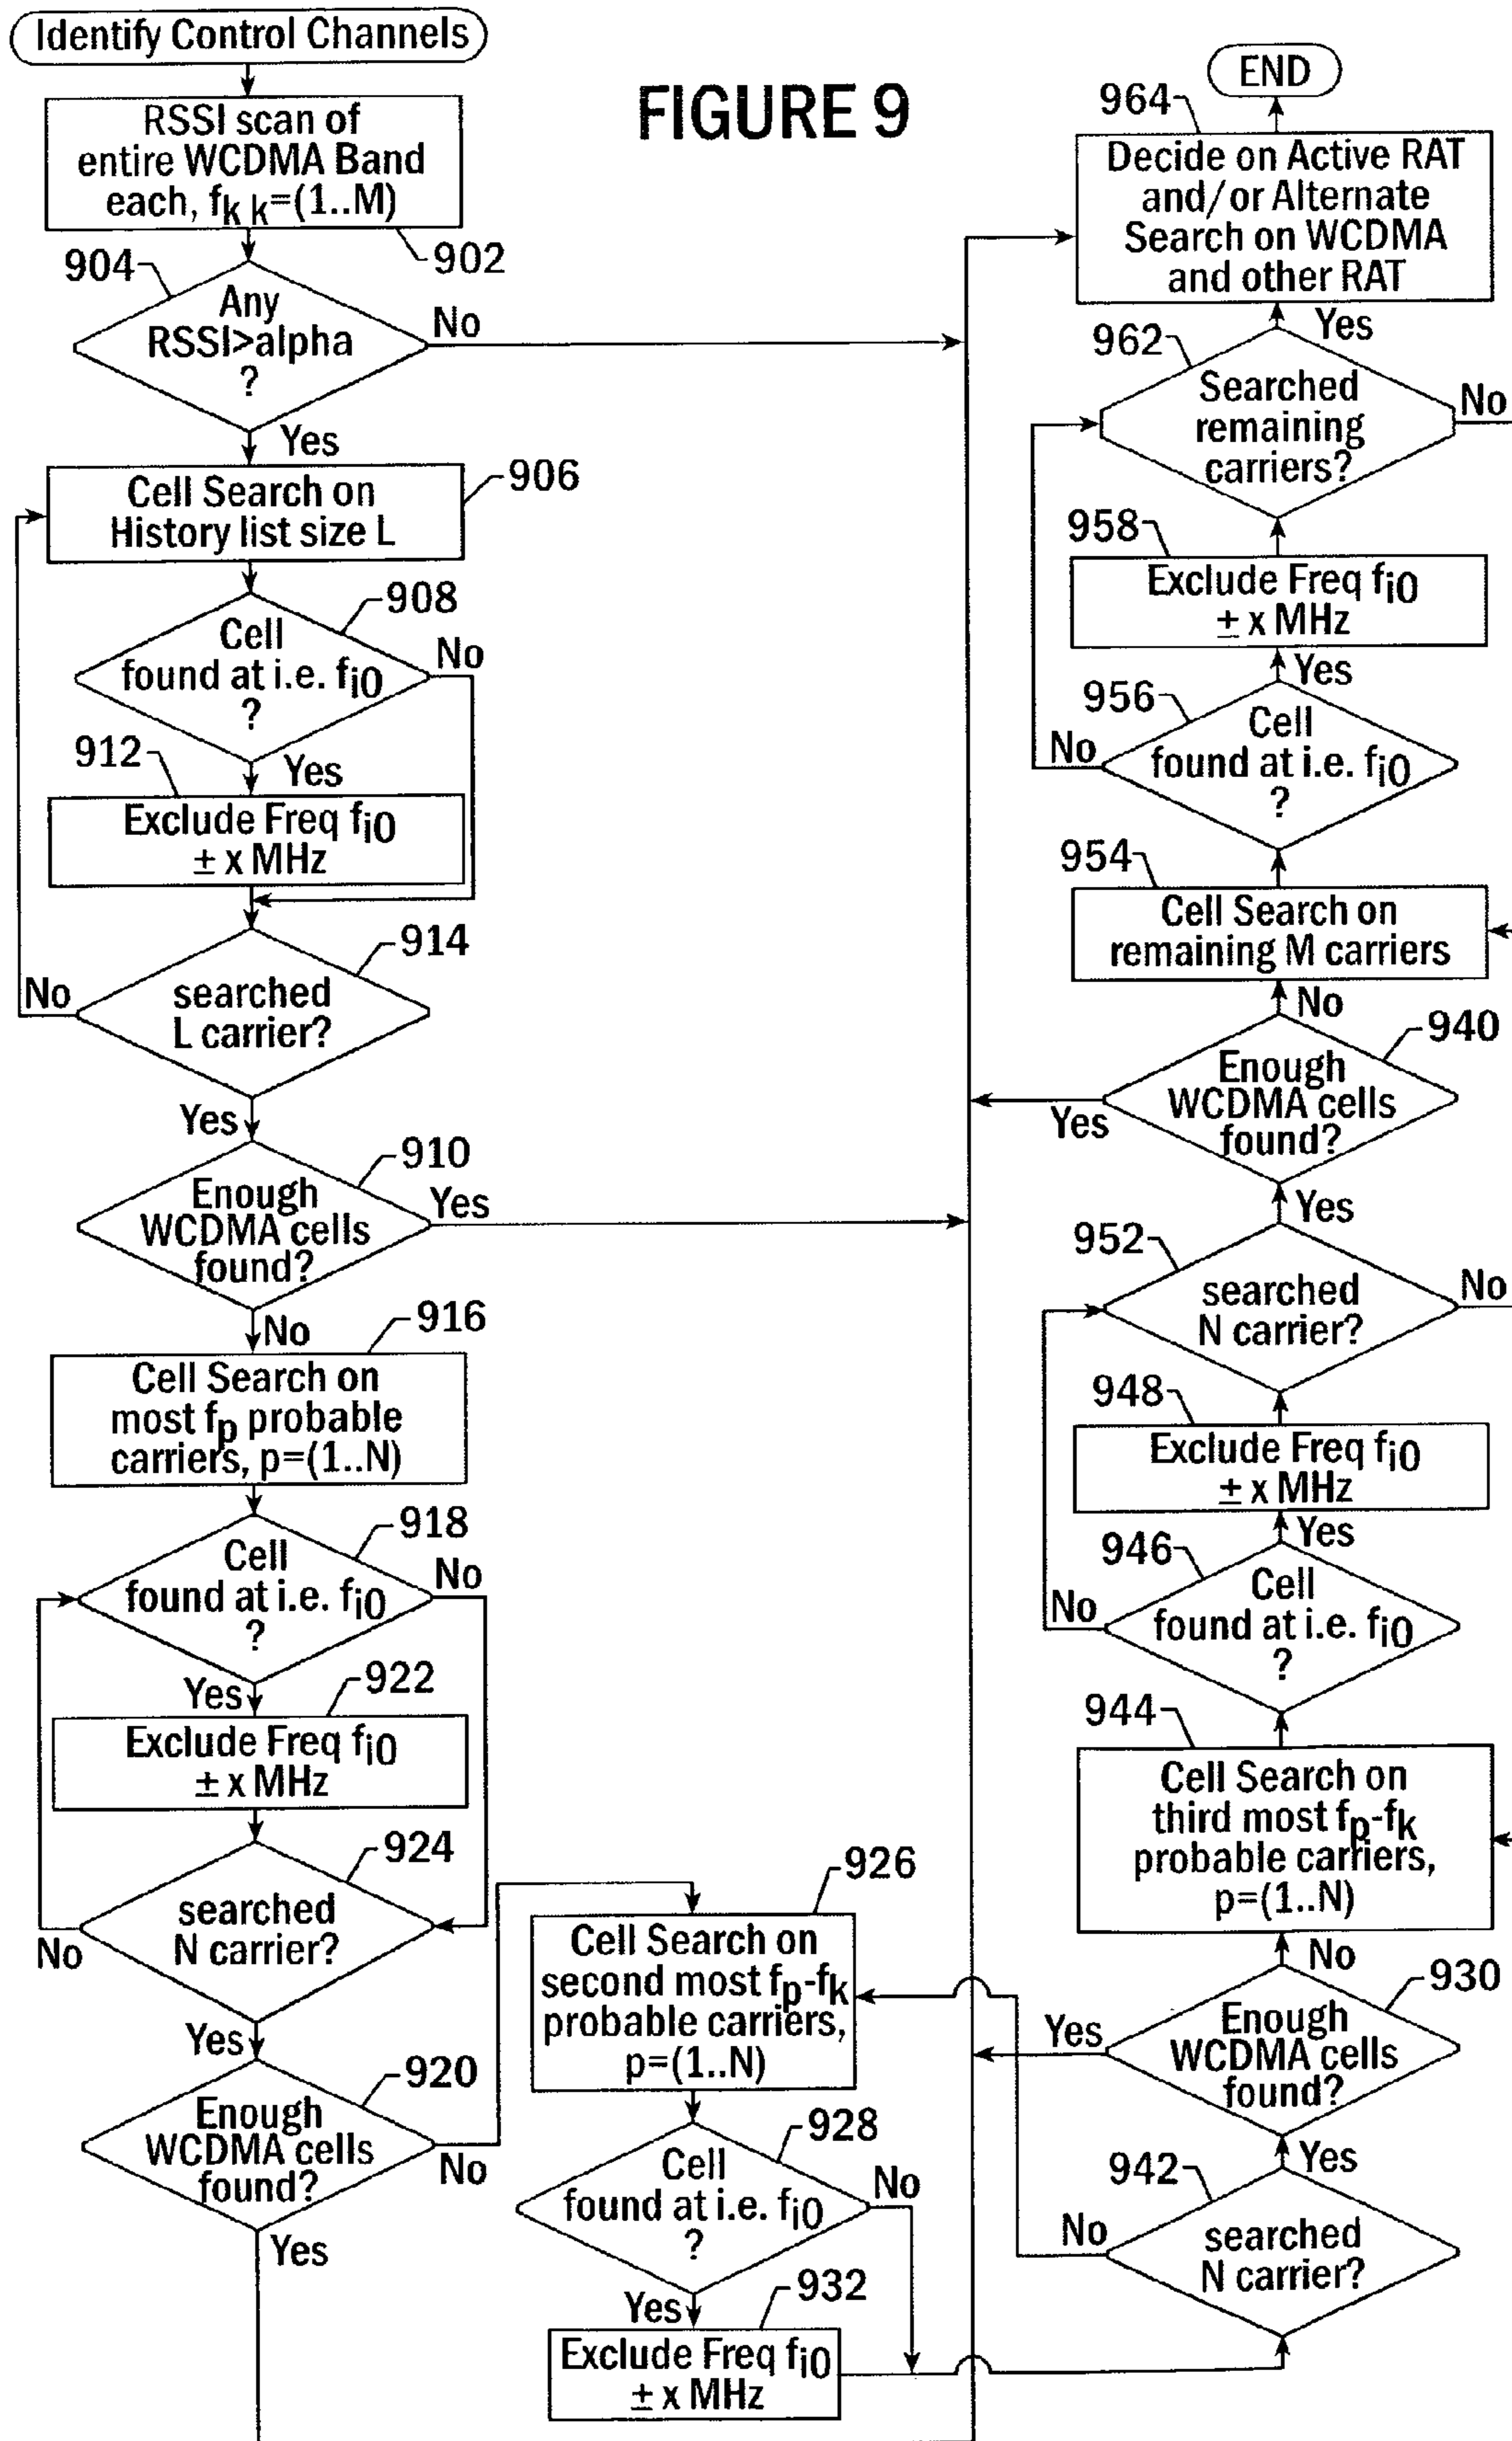 Identify Control Channels
FIGURE 9
RSSI scan of
entire WCDMA Band
each, fk k=(1..M)
902
904
Any
RSSI>alpha
?
No
Yes
Cell Search on
History list size L
906
908
Cell
found at i.e. fi0
?
No
912
Yes
Exclude Freq fi0
± x MHz
914
searched
L carrier?
No
Yes
910
Enough
WCDMA cells
found?
Yes
No
916
Cell Search on
most fp probable
carriers, p=(1..N)
918
Cell
found at i.e. fi0
?
No
Yes
922
Exclude Freq fi0
± x MHz
924
searched
N carrier?
No
Yes
920
Enough
WCDMA cells
found?
No
Yes
926
Cell Search on
second most fp-fk
probable carriers,
p=(1..N)
928
Cell
found at i.e. fi0
?
No
Yes
932
Exclude Freq fi0
± x MHz
942
searched
N carrier?
No
Yes
930
Enough
WCDMA cells
found?
Yes
No
944
Cell Search on
third most fp-fk
probable carriers,
p=(1..N)
946
Cell
found at i.e. fi0
?
No
Yes
948
Exclude Freq fi0
± x MHz
952
searched
N carrier?
No
Yes
940
Enough
WCDMA cells
found?
Yes
No
954
Cell Search on
remaining M carriers
956
Cell
found at i.e. fi0
?
No
Yes
958
Exclude Freq fi0
± x MHz
962
Searched
remaining
carriers?
No
Yes
964
Decide on Active RAT
and/or Alternate
Search on WCDMA
and other RAT
END